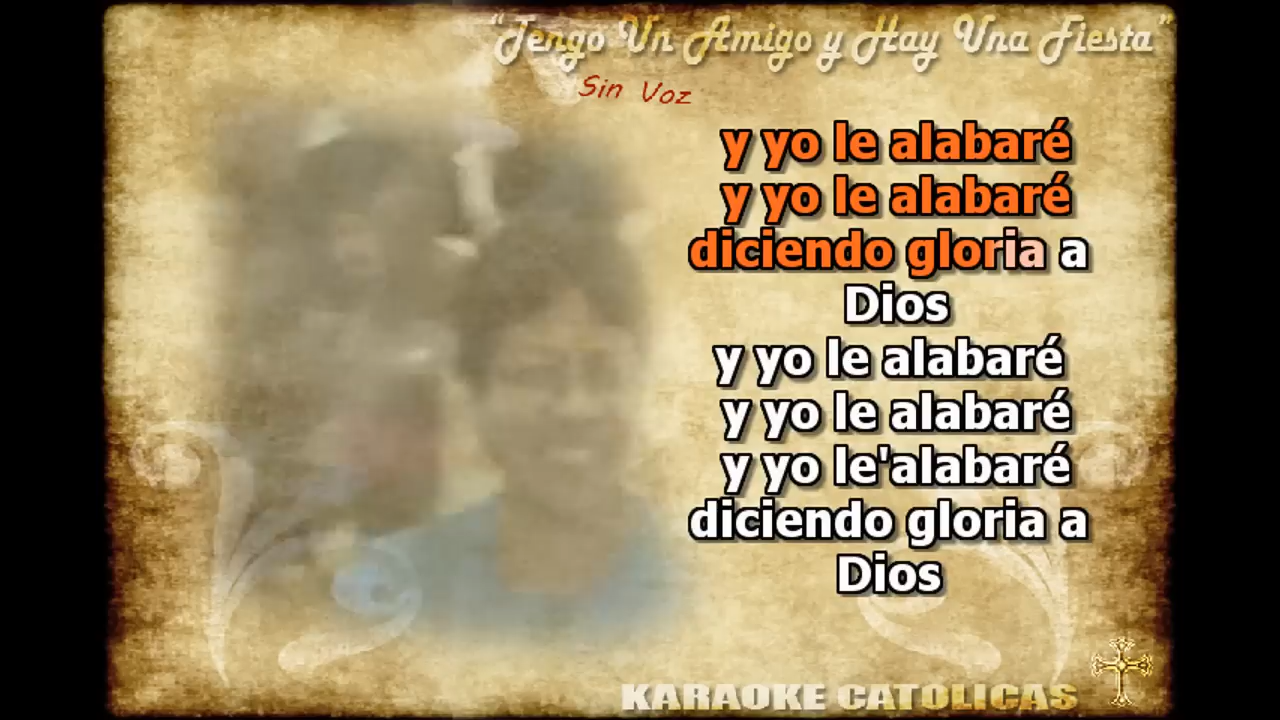 "Tengo Un Amigo y Hay Una Fiesta"
Sin Voz
y yo le alabaré
y yo le alabaré
diciendo gloria a
Dios
y yo le alabaré
y yo le alabaré
y yo le'alabaré
diciendo gloria a
Dios
KARAOKE CATOLICAS